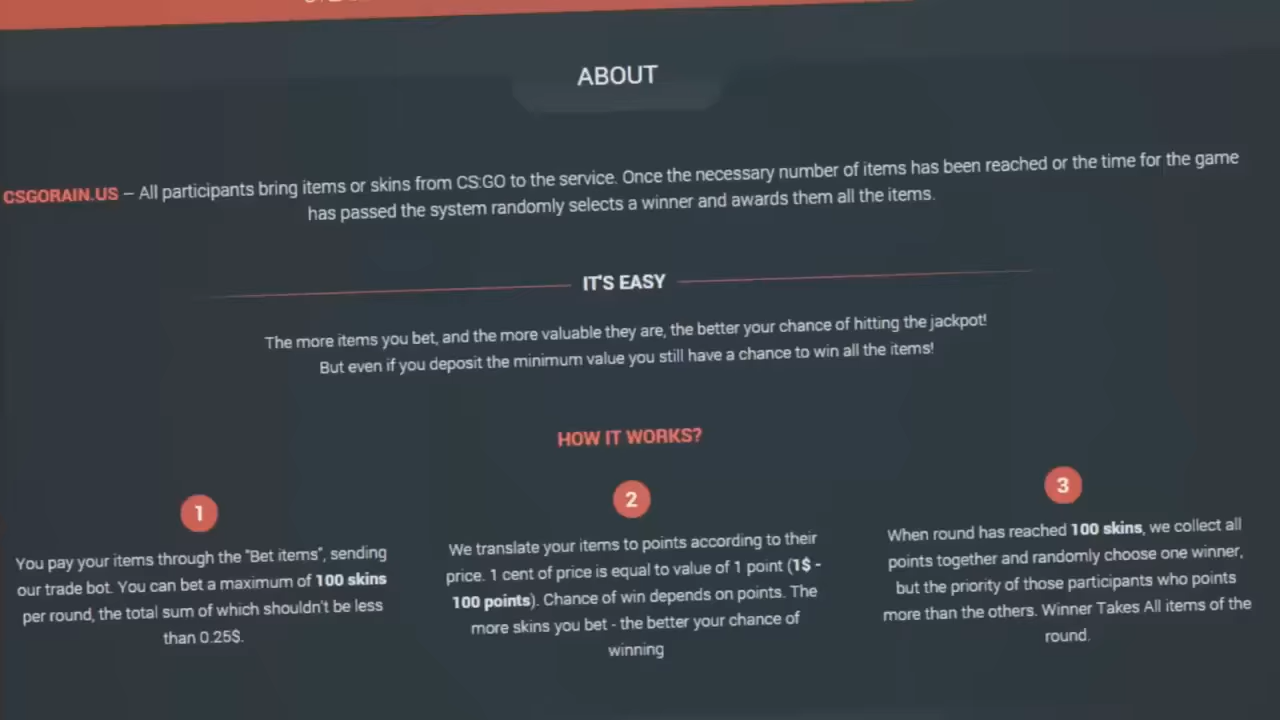 ABOUT
CSGORAIN.US – All participants bring items or skins from CS:GO to the service. Once the necessary number of items has been reached or the time for the game
has passed the system randomly selects a winner and awards them all the items.
IT'S EASY
The more items you bet, and the more valuable they are, the better your chance of hitting the jackpot!
But even if you deposit the minimum value you still have a chance to win all the items!
HOW IT WORKS?
1
You pay your items through the "Bet items", sending
our trade bot. You can bet a maximum of 100 skins
per round, the total sum of which shouldn't be less
than 0.25$.
2
We translate your items to points according to their
price. 1 cent of price is equal to value of 1 point (1$ -
100 points). Chance of win depends on points. The
more skins you bet - the better your chance of
winning
3
When round has reached 100 skins, we collect all
points together and randomly choose one winner,
but the priority of those participants who points
more than the others. Winner Takes All items of the
round.